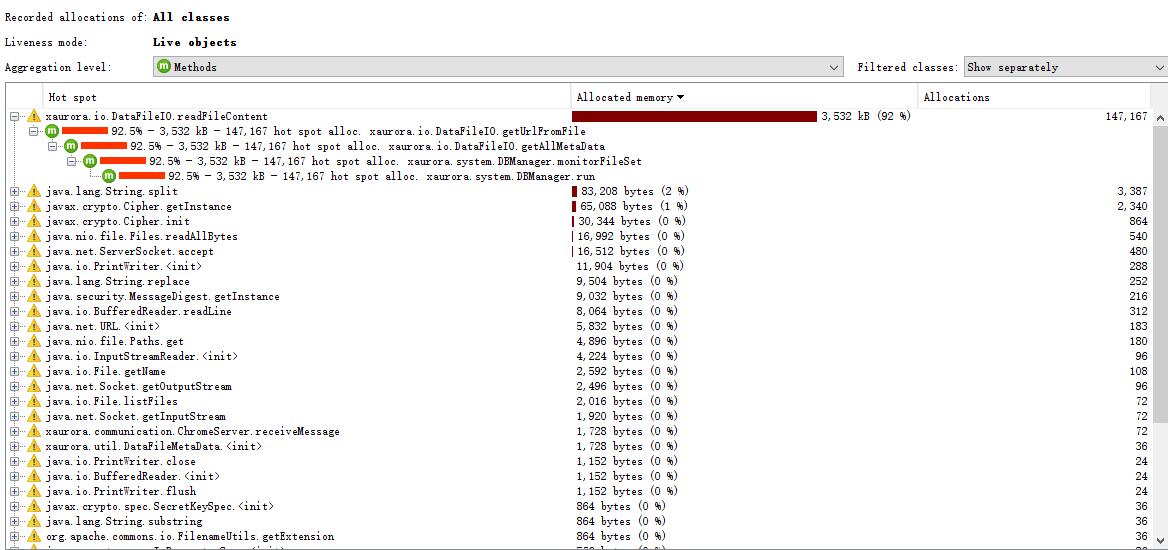 Recorded allocations of: All classes
Liveness mode: Live objects
Aggregation level: m Methods Filtered classes: Show separately
Hot spot Allocated memory Allocations
xaurora.io.DataFileIO.readFileContent 3,532 kB (92 %) 147,167
m 92.5% - 3,532 kB - 147,167 hot spot alloc. xaurora.io.DataFileIO.getUrlFromFile
m 92.5% - 3,532 kB - 147,167 hot spot alloc. xaurora.io.DataFileIO.getAllMetaData
m 92.5% - 3,532 kB - 147,167 hot spot alloc. xaurora.system.DBManager.monitorFileSet
m 92.5% - 3,532 kB - 147,167 hot spot alloc. xaurora.system.DBManager.run
java.lang.String.split 83,208 bytes (2 %) 3,387
javax.crypto.Cipher.getInstance 65,088 bytes (1 %) 2,340
javax.crypto.Cipher.init 30,344 bytes (0 %) 864
java.nio.file.Files.readAllBytes 16,992 bytes (0 %) 540
java.net.ServerSocket.accept 16,512 bytes (0 %) 480
java.io.PrintWriter.<init> 11,904 bytes (0 %) 288
java.lang.String.replace 9,504 bytes (0 %) 252
java.security.MessageDigest.getInstance 9,032 bytes (0 %) 216
java.io.BufferedReader.readLine 8,064 bytes (0 %) 312
java.net.URL.<init> 5,832 bytes (0 %) 183
java.nio.file.Paths.get 4,896 bytes (0 %) 180
java.io.InputStreamReader.<init> 4,224 bytes (0 %) 96
java.io.File.getName 2,592 bytes (0 %) 108
java.net.Socket.getOutputStream 2,496 bytes (0 %) 96
java.io.File.listFiles 2,016 bytes (0 %) 72
java.net.Socket.getInputStream 1,920 bytes (0 %) 72
xaurora.communication.ChromeServer.receiveMessage 1,728 bytes (0 %) 72
xaurora.util.DataFileMetaData.<init> 1,728 bytes (0 %) 36
java.io.PrintWriter.close 1,152 bytes (0 %) 24
java.io.BufferedReader.<init> 1,152 bytes (0 %) 24
java.io.PrintWriter.flush 1,152 bytes (0 %) 24
javax.crypto.spec.SecretKeySpec.<init> 864 bytes (0 %) 36
java.lang.String.substring 864 bytes (0 %) 36
org.apache.commons.io.FilenameUtils.getExtension 864 bytes (0 %) 36